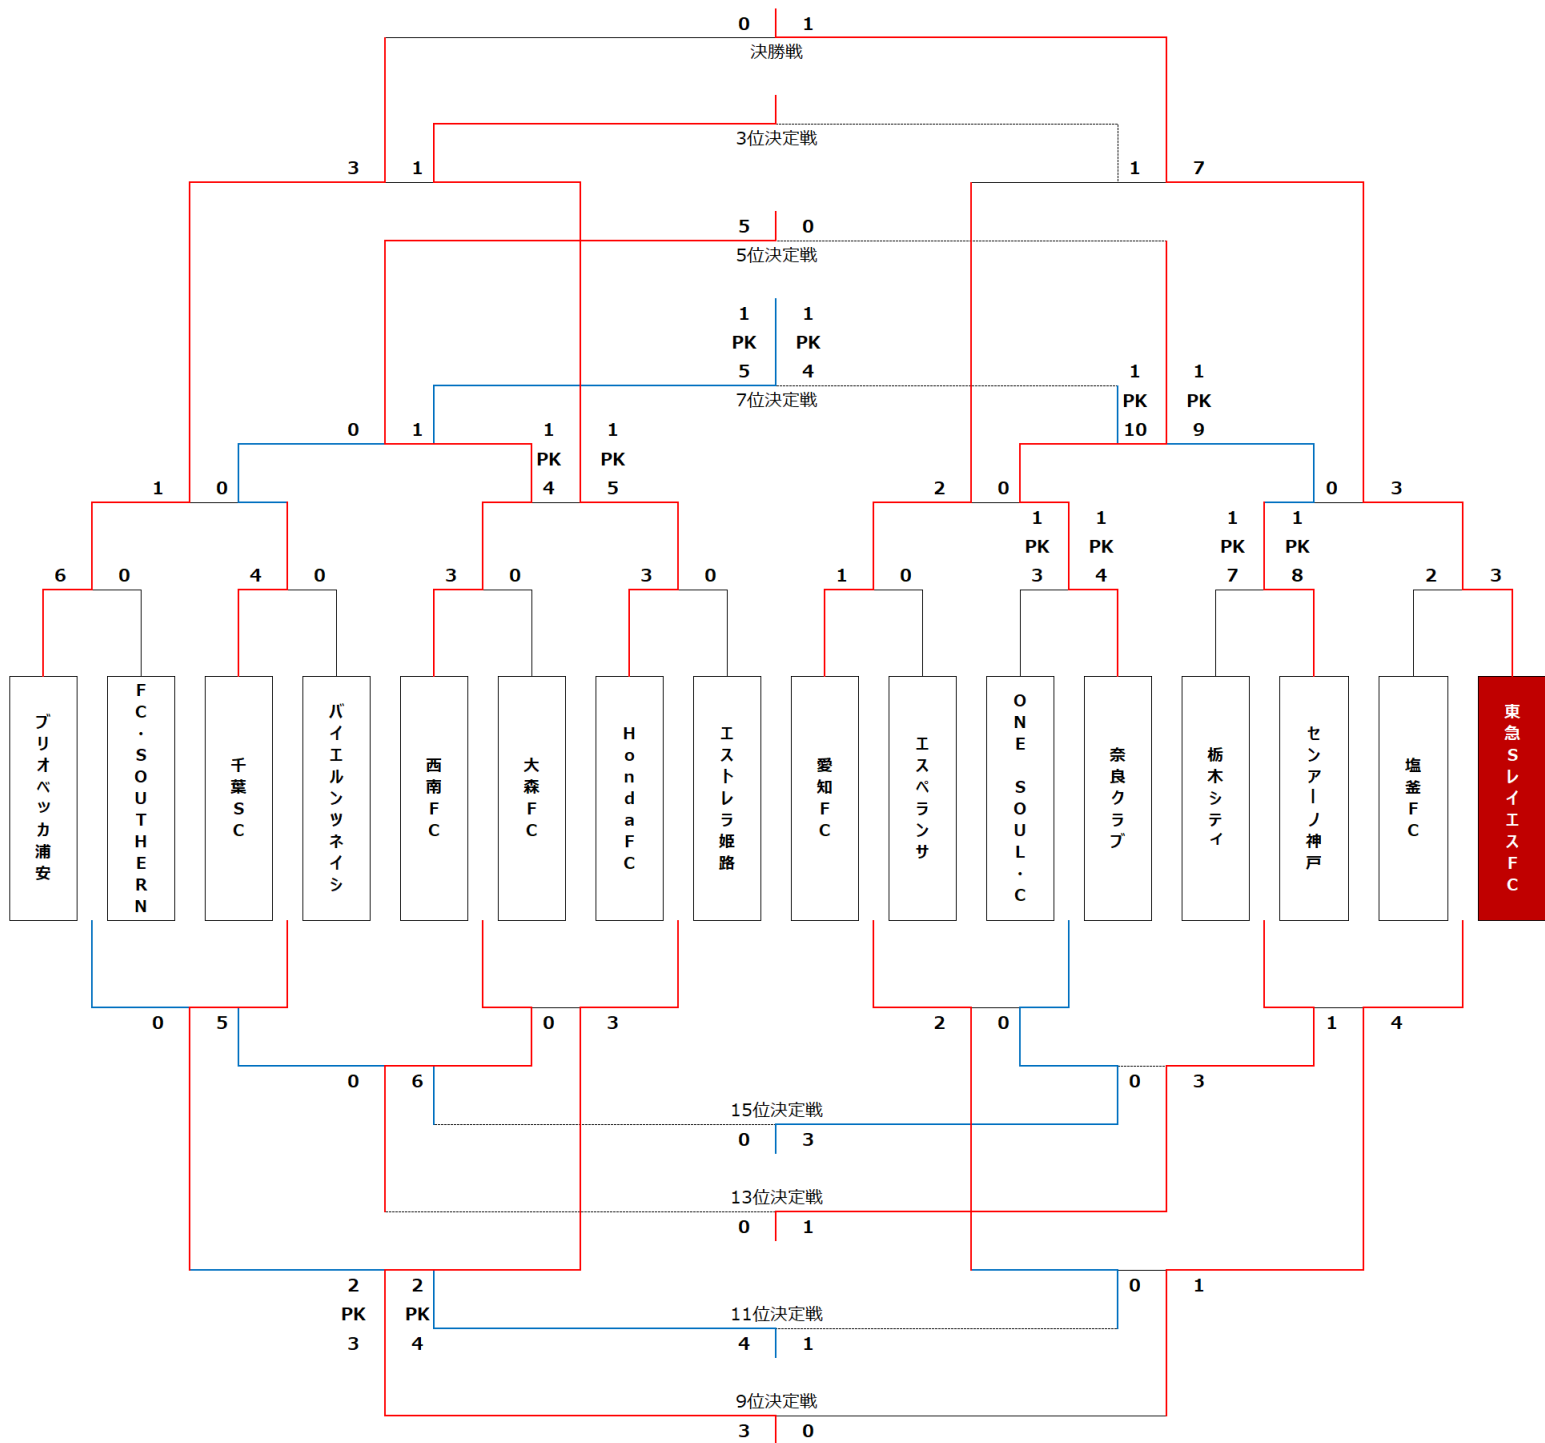 0 1
決勝戦
3位決定戦
3 1 1 7
5 0
5位決定戦
1 1
PK PK
5 4 1 1
7位決定戦 PK PK
0 1 1 1 10 9
PK PK
4 5
1 0 2 0 0 3
1 1 1 1
PK PK PK PK
6 0 4 0 3 0 3 0 1 0 3 4 7 8 2 3
ブリオベッカ浦安
FC・SOUTHERN
千葉SC
バイエルンツネイシ
西南FC
大森FC
HondaFC
エストレラ姫路
愛知FC
エスペランサ
ONE SOUL・C
奈良クラブ
栃木シティ
センアーノ神戸
塩釜FC
東急SレイエスFC
0 5 0 3 2 0 1 4
0 6 0 3
15位決定戦
0 3
13位決定戦
0 1
2 2 0 1
PK PK 11位決定戦
3 4 4 1
9位決定戦
3 0